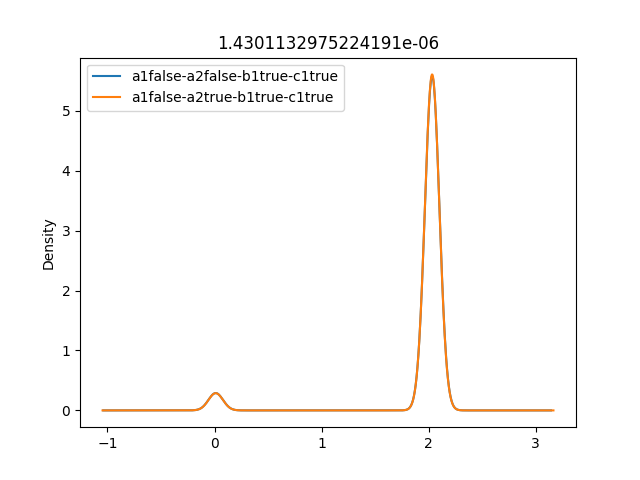 1.4301132975224191e-06
a1false-a2false-b1true-c1true
a1false-a2true-b1true-c1true
Density
5
4
3
2
1
0
−1 0 1 2 3